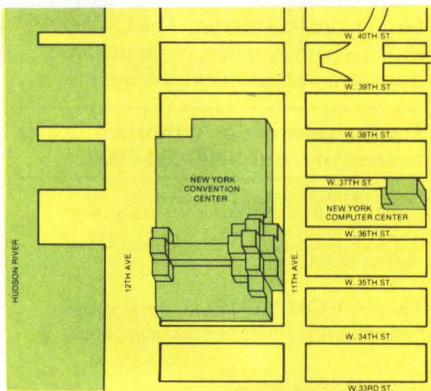 W. 40TH ST.
W. 39TH ST.
W. 38TH ST.
NEW YORK
CONVENTION
CENTER
W. 37TH ST.
NEW YORK
COMPUTER CENTER
W. 36TH ST.
HUDSON RIVER
12TH AVE.
11TH AVE.
W. 35TH ST.
W. 34TH ST
W. 33RD ST.